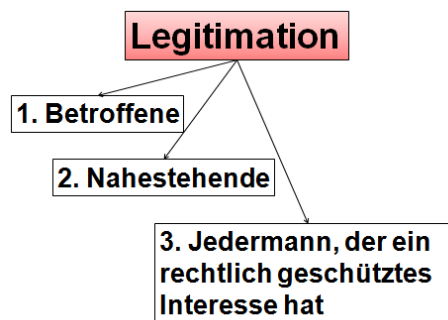 Legitimation
1. Betroffene
2. Nahestehende
3. Jedermann, der ein
rechtlich geschütztes
Interesse hat